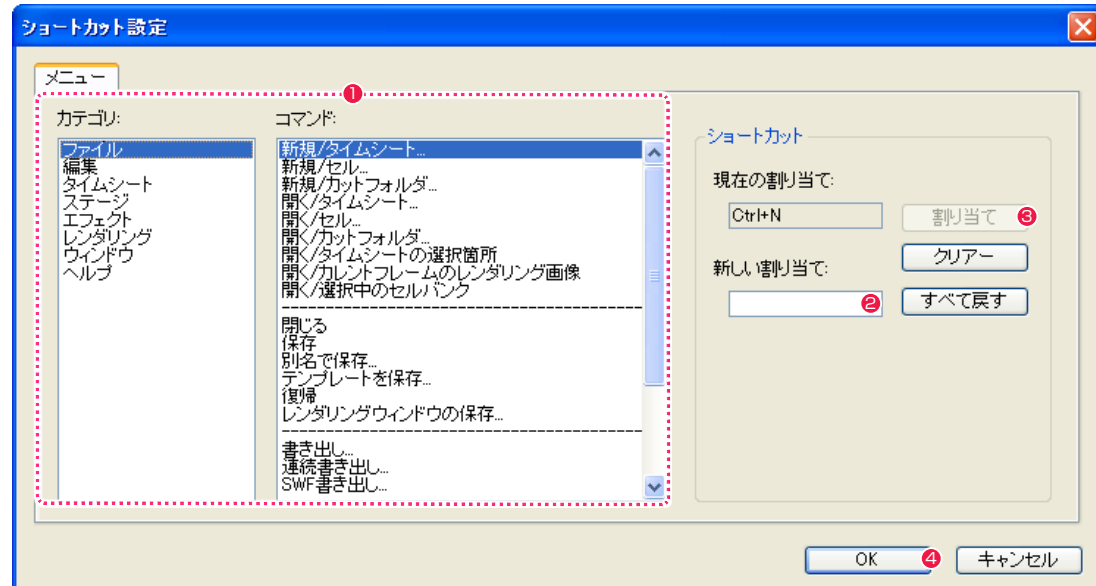 ショートカット設定
メニュー
1
カテゴリ:
ファイル
編集
タイムシート
ステージ
エフェクト
レンダリング
ウィンドウ
ヘルプ
コマンド:
新規/タイムシート...
新規/セル...
新規/カットフォルダ...
開く/タイムシート...
開く/セル...
開く/カットフォルダ...
開く/タイムシートの選択箇所
開く/カレントフレームのレンダリング画像
開く/選択中のセルバンク
閉じる
保存
別名で保存...
テンプレートを保存...
復帰
レンダリングウィンドウの保存...
書き出し...
連続書き出し...
SWF書き出し...
ショートカット
現在の割り当て:
Ctrl+N
割り当て 3
クリアー
新しい割り当て:
2
すべて戻す
OK 4
キャンセル